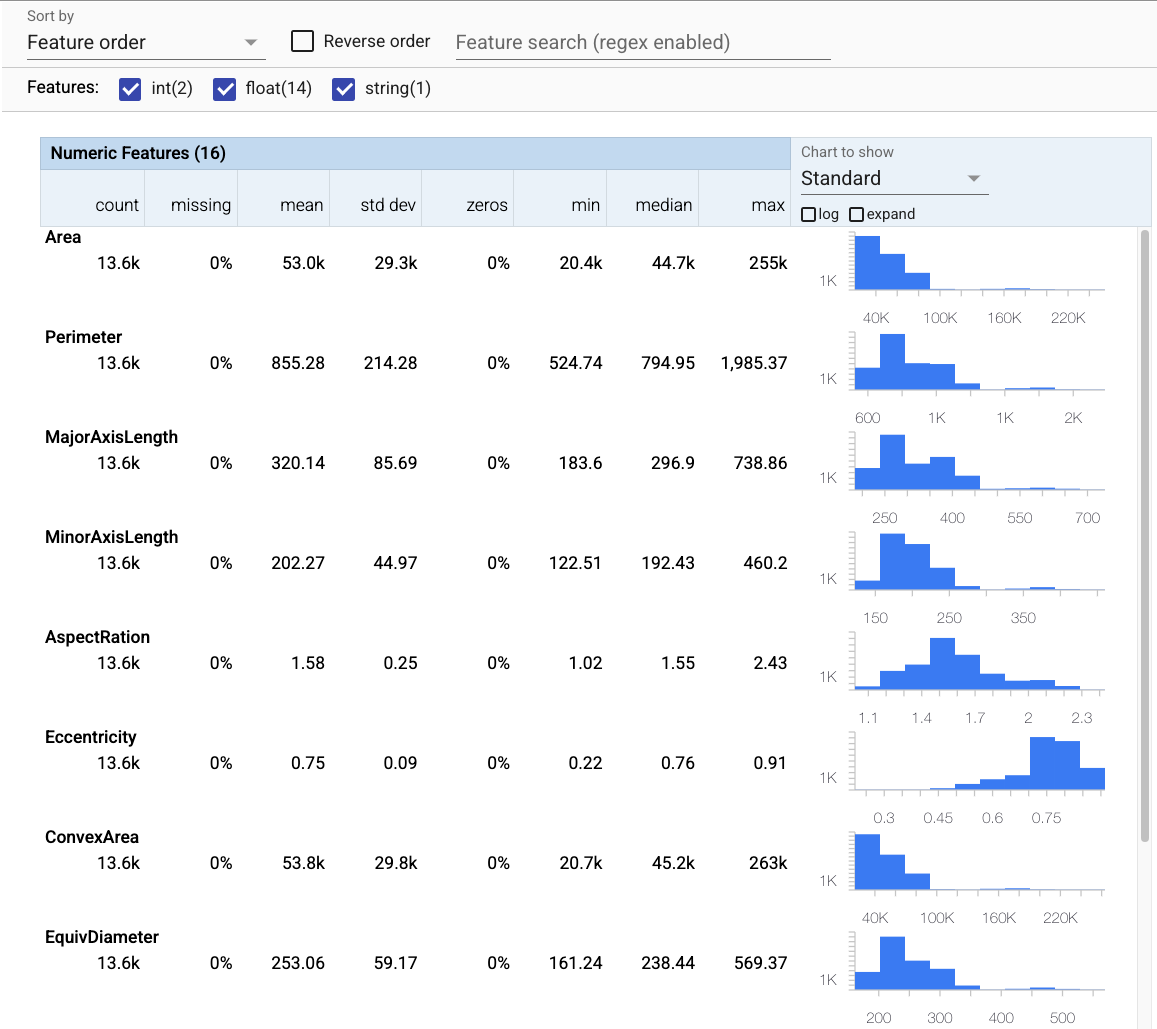 Sort by
Feature order Reverse order Feature search (regex enabled)
Features: int(2) float(14) string(1)
Numeric Features (16) Chart to show
Standard
count missing mean std dev zeros min median max
log expand
Area
13.6k 0% 53.0k 29.3k 0% 20.4k 44.7k 255k
1K
40K 100K 160K 220K
Perimeter
13.6k 0% 855.28 214.28 0% 524.74 794.95 1,985.37
1K
600 1K 1K 2K
MajorAxisLength
13.6k 0% 320.14 85.69 0% 183.6 296.9 738.86
1K
250 400 550 700
MinorAxisLength
13.6k 0% 202.27 44.97 0% 122.51 192.43 460.2
1K
150 250 350
AspectRation
13.6k 0% 1.58 0.25 0% 1.02 1.55 2.43
1K
1.1 1.4 1.7 2 2.3
Eccentricity
13.6k 0% 0.75 0.09 0% 0.22 0.76 0.91
1K
0.3 0.45 0.6 0.75
ConvexArea
13.6k 0% 53.8k 29.8k 0% 20.7k 45.2k 263k
1K
40K 100K 160K 220K
EquivDiameter
13.6k 0% 253.06 59.17 0% 161.24 238.44 569.37
1K
200 300 400 500